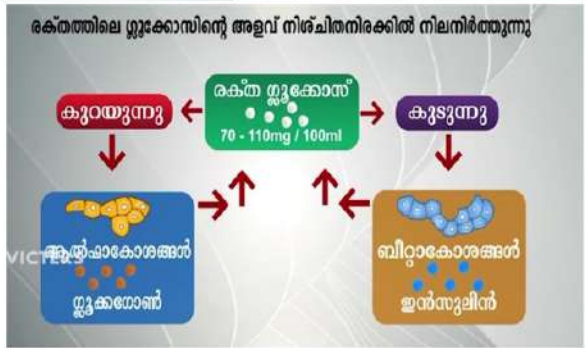 രക്തത്തിലെ ഗ്ലൂക്കോസിന്റെ അളവ് നിശ്ചിതനിരക്കിൽ നിലനിർത്തുന്നു
രക്ത ഗ്ലൂക്കോസ്
70 - 110mg / 100ml
കുറയുന്നു
കൂടുന്നു
ആൽഫാകോശങ്ങൾ
ഗ്ലൂക്കഗോൺ
ബീറ്റാകോശങ്ങൾ
ഇൻസുലിൻ
VICTERS